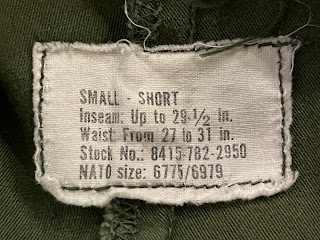 SMALL - SHORT
Inseam: Up to 29-1/2 in.
Waist: From 27 to 31 in.
Stock No.: 8415-782-2950
NATO size: 6775/6979